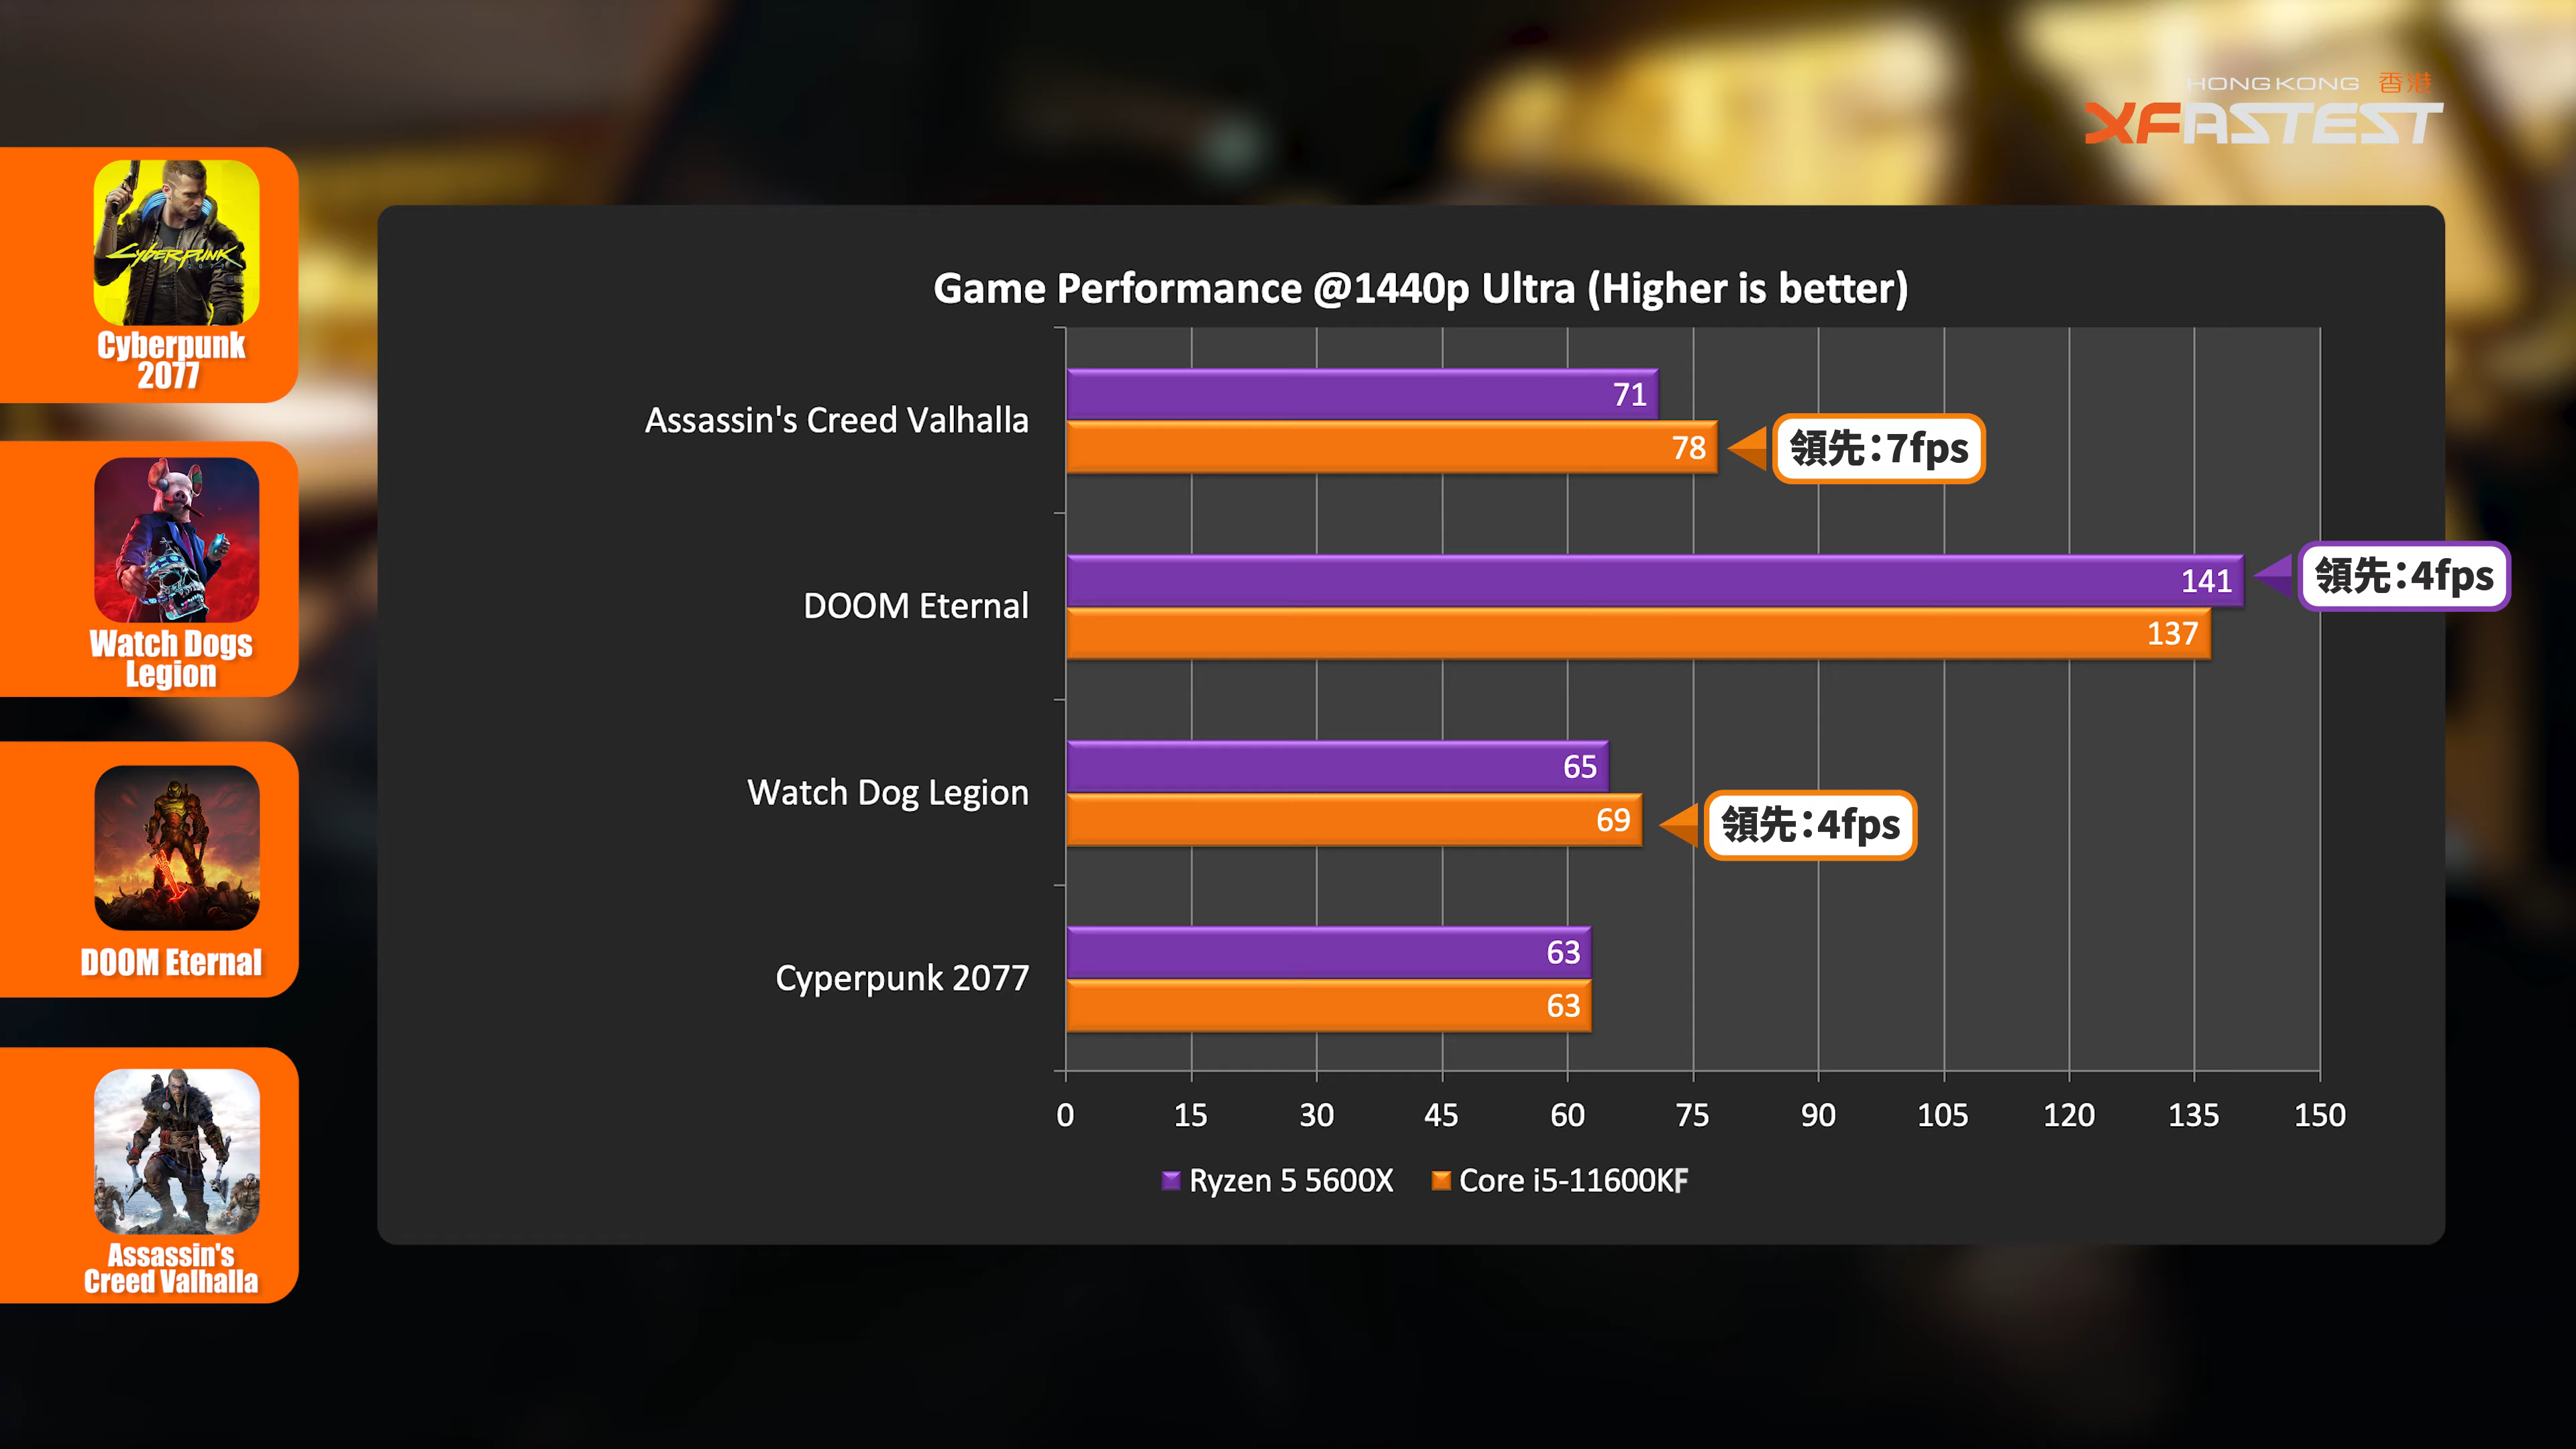 HONG KONG 香港
XFASTEST
CYBERPUNK
2077
Cyberpunk
2077
Watch Dogs
Legion
DOOM Eternal
Assassin's
Creed Valhalla
Game Performance @1440p Ultra (Higher is better)
Assassin's Creed Valhalla
71
78
領先:7fps
DOOM Eternal
141
領先:4fps
137
Watch Dog Legion
65
69
領先:4fps
Cyperpunk 2077
63
63
0 15 30 45 60 75 90 105 120 135 150
Ryzen 5 5600X Core i5-11600KF